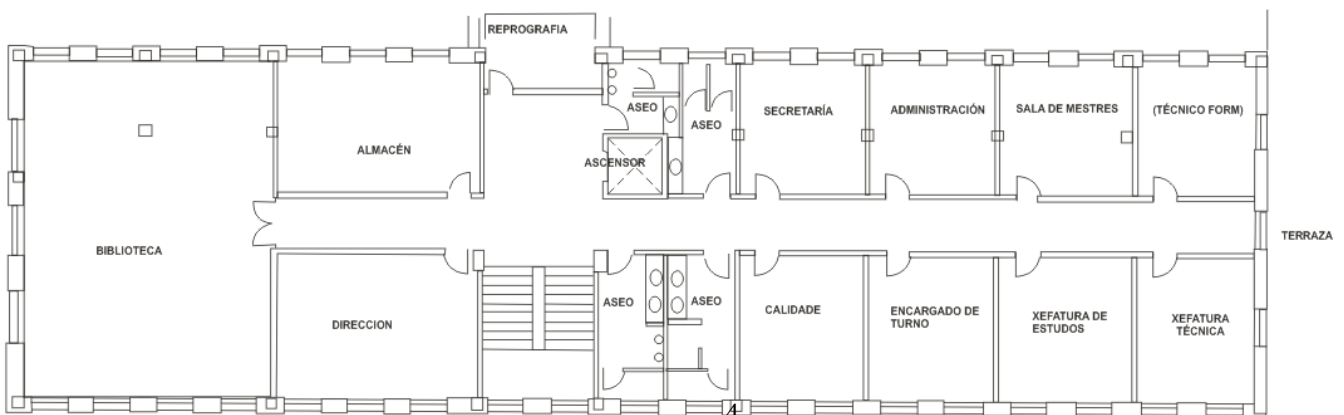 REPROGRAFIA
ASEO
ASEO
SECRETARÍA
ADMINISTRACIÓN
SALA DE MESTRES
(TÉCNICO FORM)
ALMACÉN
ASCENSOR
BIBLIOTECA
TERRAZA
DIRECCION
ASEO
ASEO
CALIDADE
ENCARGADO DE
TURNO
XEFATURA DE
ESTUDOS
XEFATURA
TÉCNICA
A